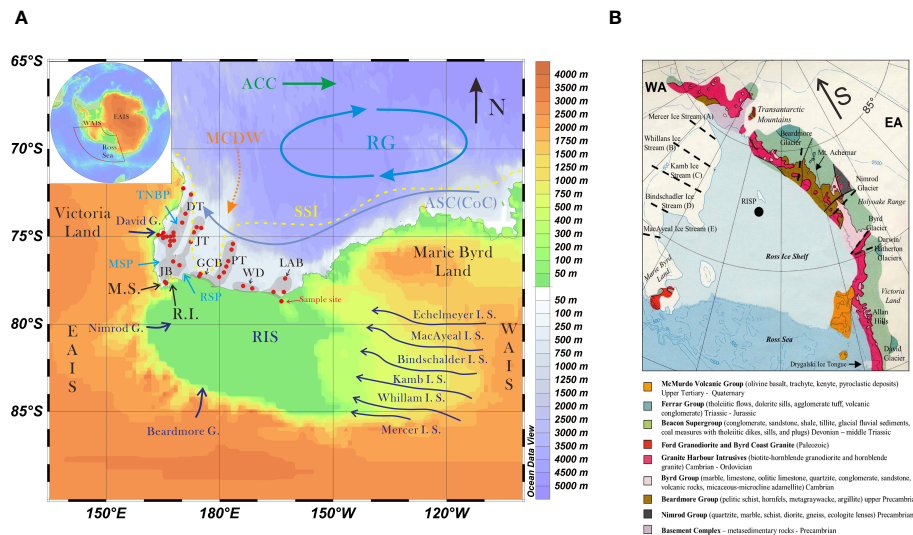 A
B
65°S
70°S
75°S
80°S
85°S
150°E
180°E
150°W
120°W
EAIS
WAIS
Ross
Sea
ACC
N
MCDW
RG
TNBP
DT
SSI
ASC(CoC)
Victoria
Land
David G.
JT
MSP
JB
GCB
PT
WD
LAB
Marie Byrd
Land
M.S.
R.I.
RSP
Sample site
Nimrod G.
RIS
E
A
I
S
W
A
I
S
Echelmeyer I. S.
MacAyeal I. S.
Bindschalder I. S.
Kamb I. S.
Whillam I. S.
Mercer I. S.
Beardmore G.
4000 m
3500 m
3000 m
2500 m
2000 m
1500 m
1000 m
750 m
500 m
400 m
300 m
200 m
100 m
50 m
50 m
100 m
250 m
500 m
750 m
1000 m
1250 m
1500 m
2000 m
2500 m
3000 m
3500 m
4000 m
4500 m
5000 m
Ocean Data View
WA
EA
S
85°
Mercer Ice Stream (A)
Whillans Ice
Stream (B)
Kamb Ice
Stream (C)
Bindschadler Ice
Stream (D)
MacAyeal Ice Stream (E)
Marie Byrd
Land
Transantarctic
Mountains
Beardmore
Glacier
Mt. Achernar
Nimrod
Glacier
Holyoake Range
Byrd
Glacier
Darwin/
Hatherton
Glaciers
RISP
Ross Ice Shelf
Victoria
Land
Allan
Hills
David
Glacier
Ross Sea
Drygalski Ice Tongue
McMurdo Volcanic Group (olivine basalt, trachyte, kenyte, pyroclastic deposits)
Upper Tertiary - Quaternary
Ferrar Group (tholeiitic flows, dolerite sills, agglomerate tuff, volcanic
conglomerate) Triassic - Jurassic
Beacon Supergroup (conglomerate, sandstone, shale, tillite, glacial fluvial sediments,
coal measures with tholeiitic dikes, sills, and plugs) Devonian – middle Triassic
Ford Granodiorite and Byrd Coast Granite (Paleozoic)
Granite Harbour Intrusives (biotite-hornblende granodiorite and hornblende
granite) Cambrian - Ordovician
Byrd Group (marble, limestone, oolitic limestone, quartzite, conglomerate, sandstone,
volcanic rocks, micaceous-microcline adamellite) Cambrian
Beardmore Group (pelitic schist, hornfels, metagraywacke, argillite) upper Precambria
Nimrod Group (quartzite, marble, schist, diorite, gneiss, ecologite lenses) Precambrian
Basement Complex – metasedimentary rocks - Precambrian